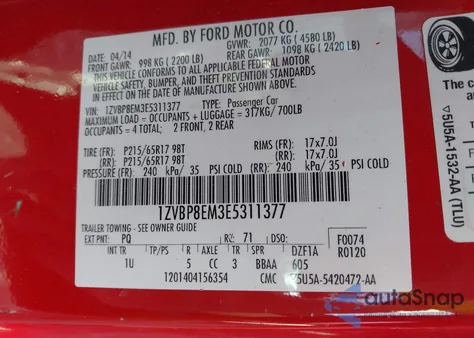 MFD. BY FORD MOTOR CO.
DATE: 04/14 GVWR: 2077 KG ( 4580 LB)
FRONT GAWR: 998 KG ( 2200 LB) REAR GAWR: 1098 KG ( 2420 LB)
THIS VEHICLE CONFORMS TO ALL APPLICABLE FEDERAL MOTOR
VEHICLE SAFETY, BUMPER, AND THEFT PREVENTION STANDARDS
IN EFFECT ON THE DATE OF MANUFACTURE SHOWN ABOVE.
VIN: 1ZVBP8EM3E5311377 TYPE: Passenger Car
MAXIMUM LOAD = OCCUPANTS + LUGGAGE = 317KG/ 700LB
OCCUPANTS = 4 TOTAL: 2 FRONT, 2 REAR
TIRE (FR): P215/65R17 98T RIMS (FR): 17x7.0J
(RR): P215/65R17 98T (RR): 17x7.0J
PRESSURE (FR): 240 kPa/ 35 PSI COLD (RR): 240 kPa/ 35 PSI COLD
1ZVBP8EM3E5311377
TRAILER TOWING - SEE OWNER GUIDE
EXT PNT: PQ RC: 71 DSO: F0074
R0120
INT TR TP/PS R AXLE TR SPR DZF1A
1U 5 CC 3 BBAA 605
1201404156354 CMC 5U5A-5420472-AA
The c
▽5U5A-1532-AA (TLU)
autoSnap